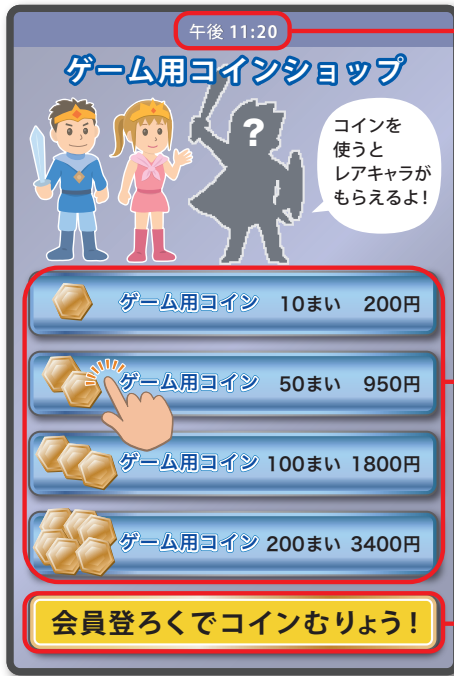 午後 11:20
ゲーム用コインショップ
?
コインを
使うと
レアキャラが
もらえるよ!
ゲーム用コイン 10まい 200円
ゲーム用コイン 50まい 950円
ゲーム用コイン 100まい 1800円
ゲーム用コイン 200まい 3400円
会員登ろくでコインむりょう!